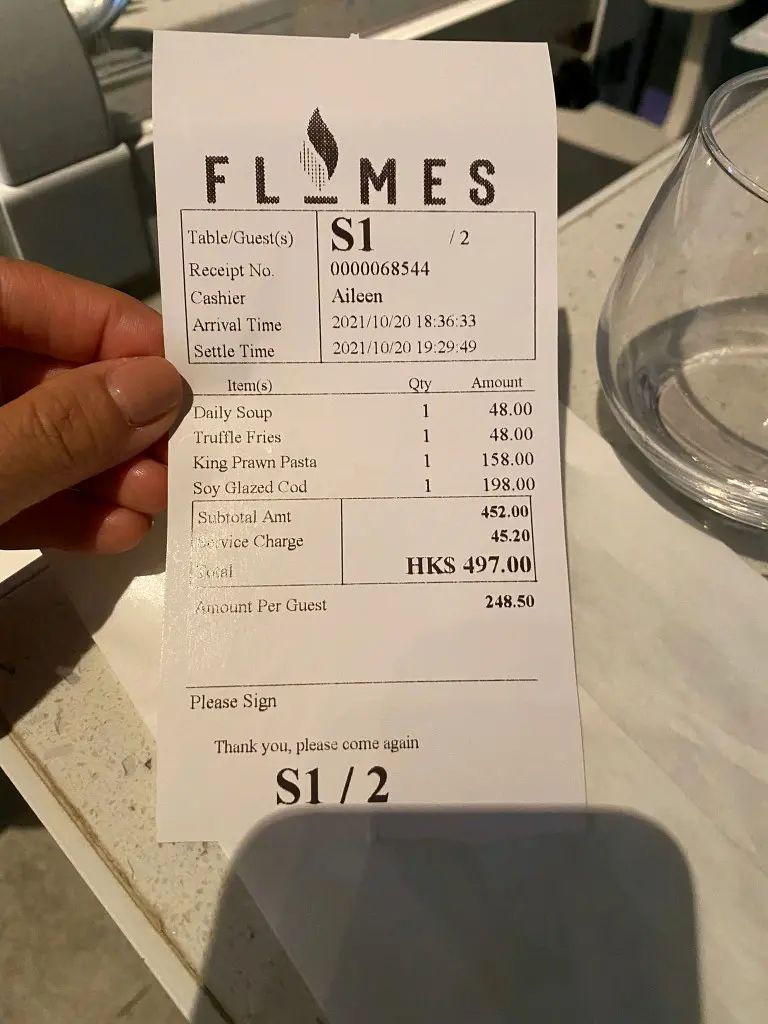 FLAMES
Table/Guest(s) S1 / 2
Receipt No. 0000068544
Cashier Aileen
Arrival Time 2021/10/20 18:36:33
Settle Time 2021/10/20 19:29:49
Item(s) Qty Amount
Daily Soup 1 48.00
Truffle Fries 1 48.00
King Prawn Pasta 1 158.00
Soy Glazed Cod 1 198.00
Subtotal Amt 452.00
Service Charge 45.20
Total HK$ 497.00
Amount Per Guest 248.50
Please Sign
Thank you, please come again
S1 / 2